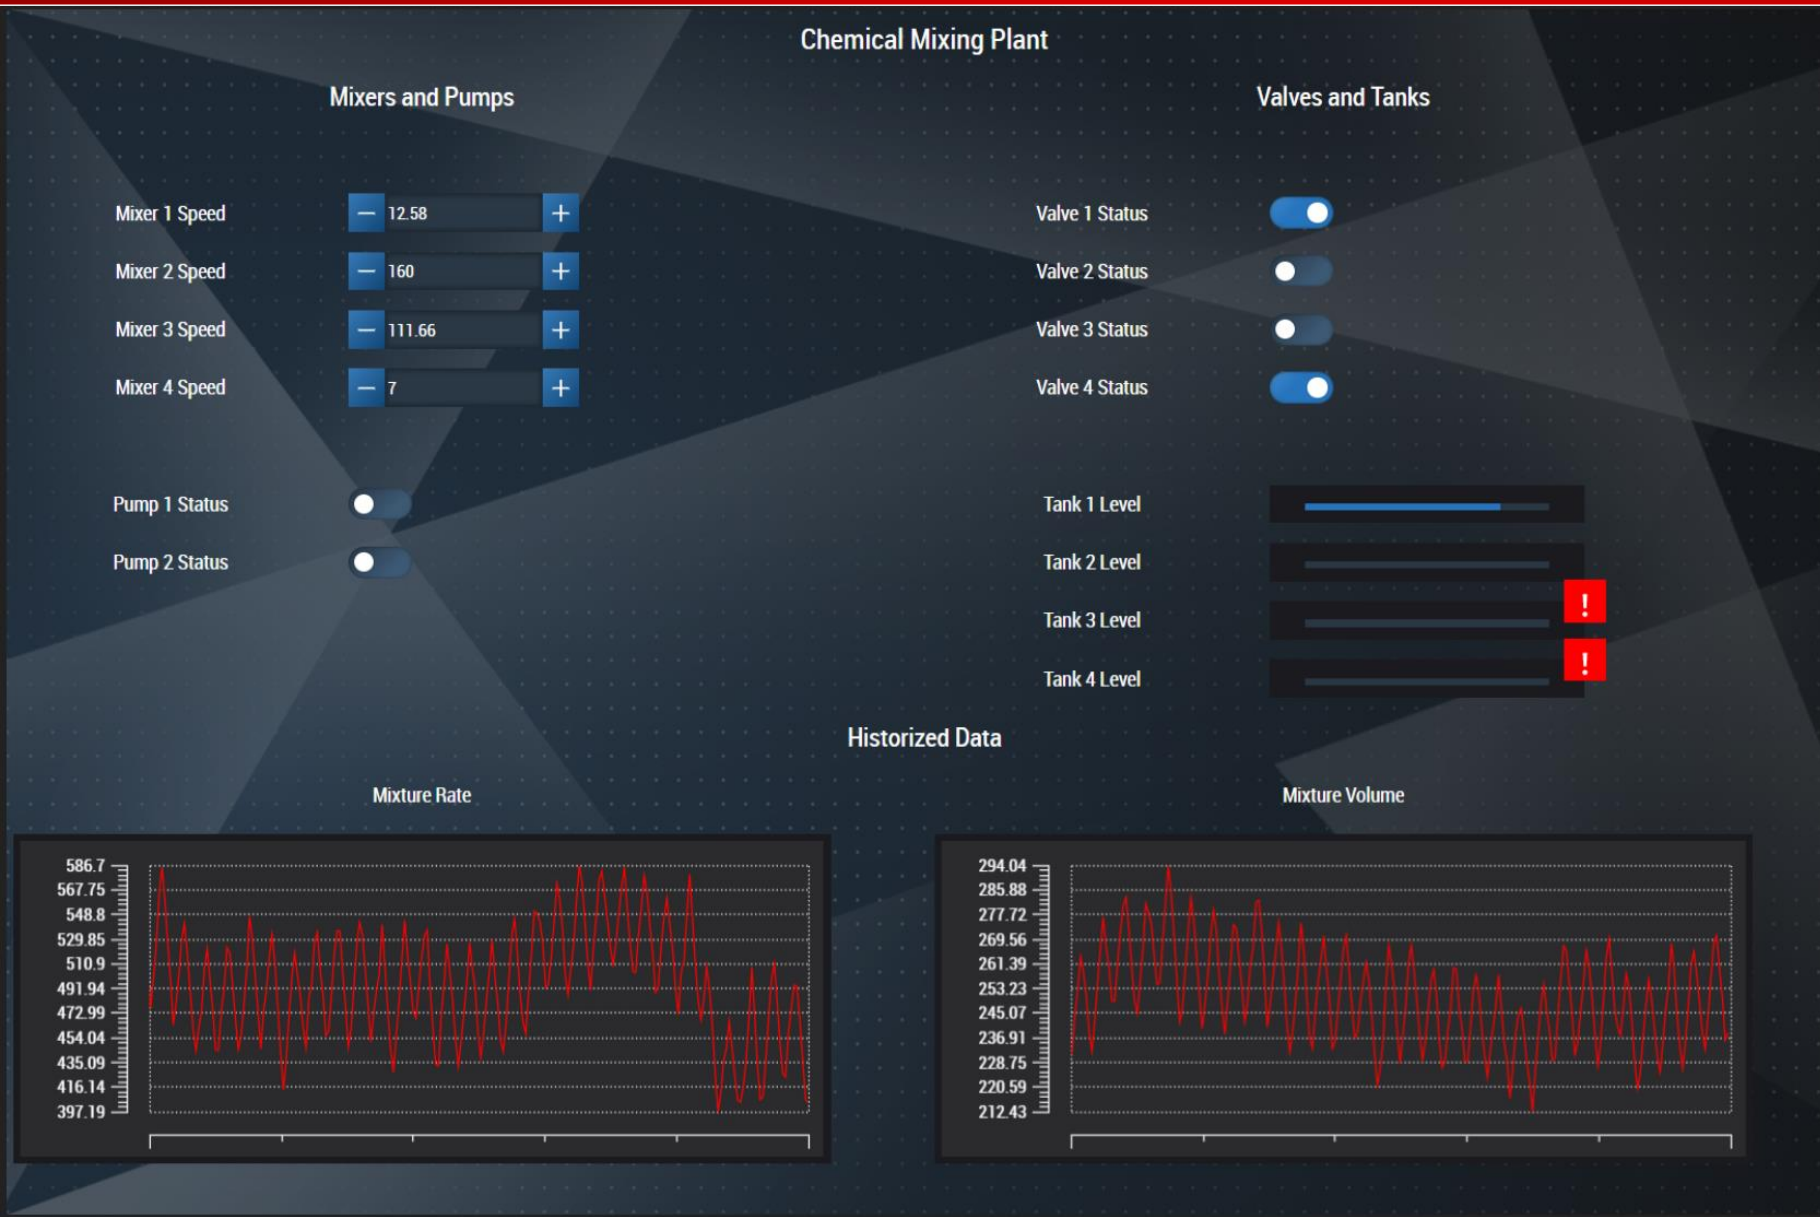 Chemical Mixing Plant
Mixers and Pumps
Mixer 1 Speed
12.58
Mixer 2 Speed
160
Mixer 3 Speed
111.66
Mixer 4 Speed
7
Pump 1 Status
Pump 2 Status
Valves and Tanks
Valve 1 Status
Valve 2 Status
Valve 3 Status
Valve 4 Status
Tank 1 Level
Tank 2 Level
Tank 3 Level
!
Tank 4 Level
!
Historized Data
Mixture Rate
586.7
567.75
548.8
529.85
510.9
491.94
472.99
454.04
435.09
416.14
397.19
Mixture Volume
294.04
285.88
277.72
269.56
261.39
253.23
245.07
236.91
228.75
220.59
212.43